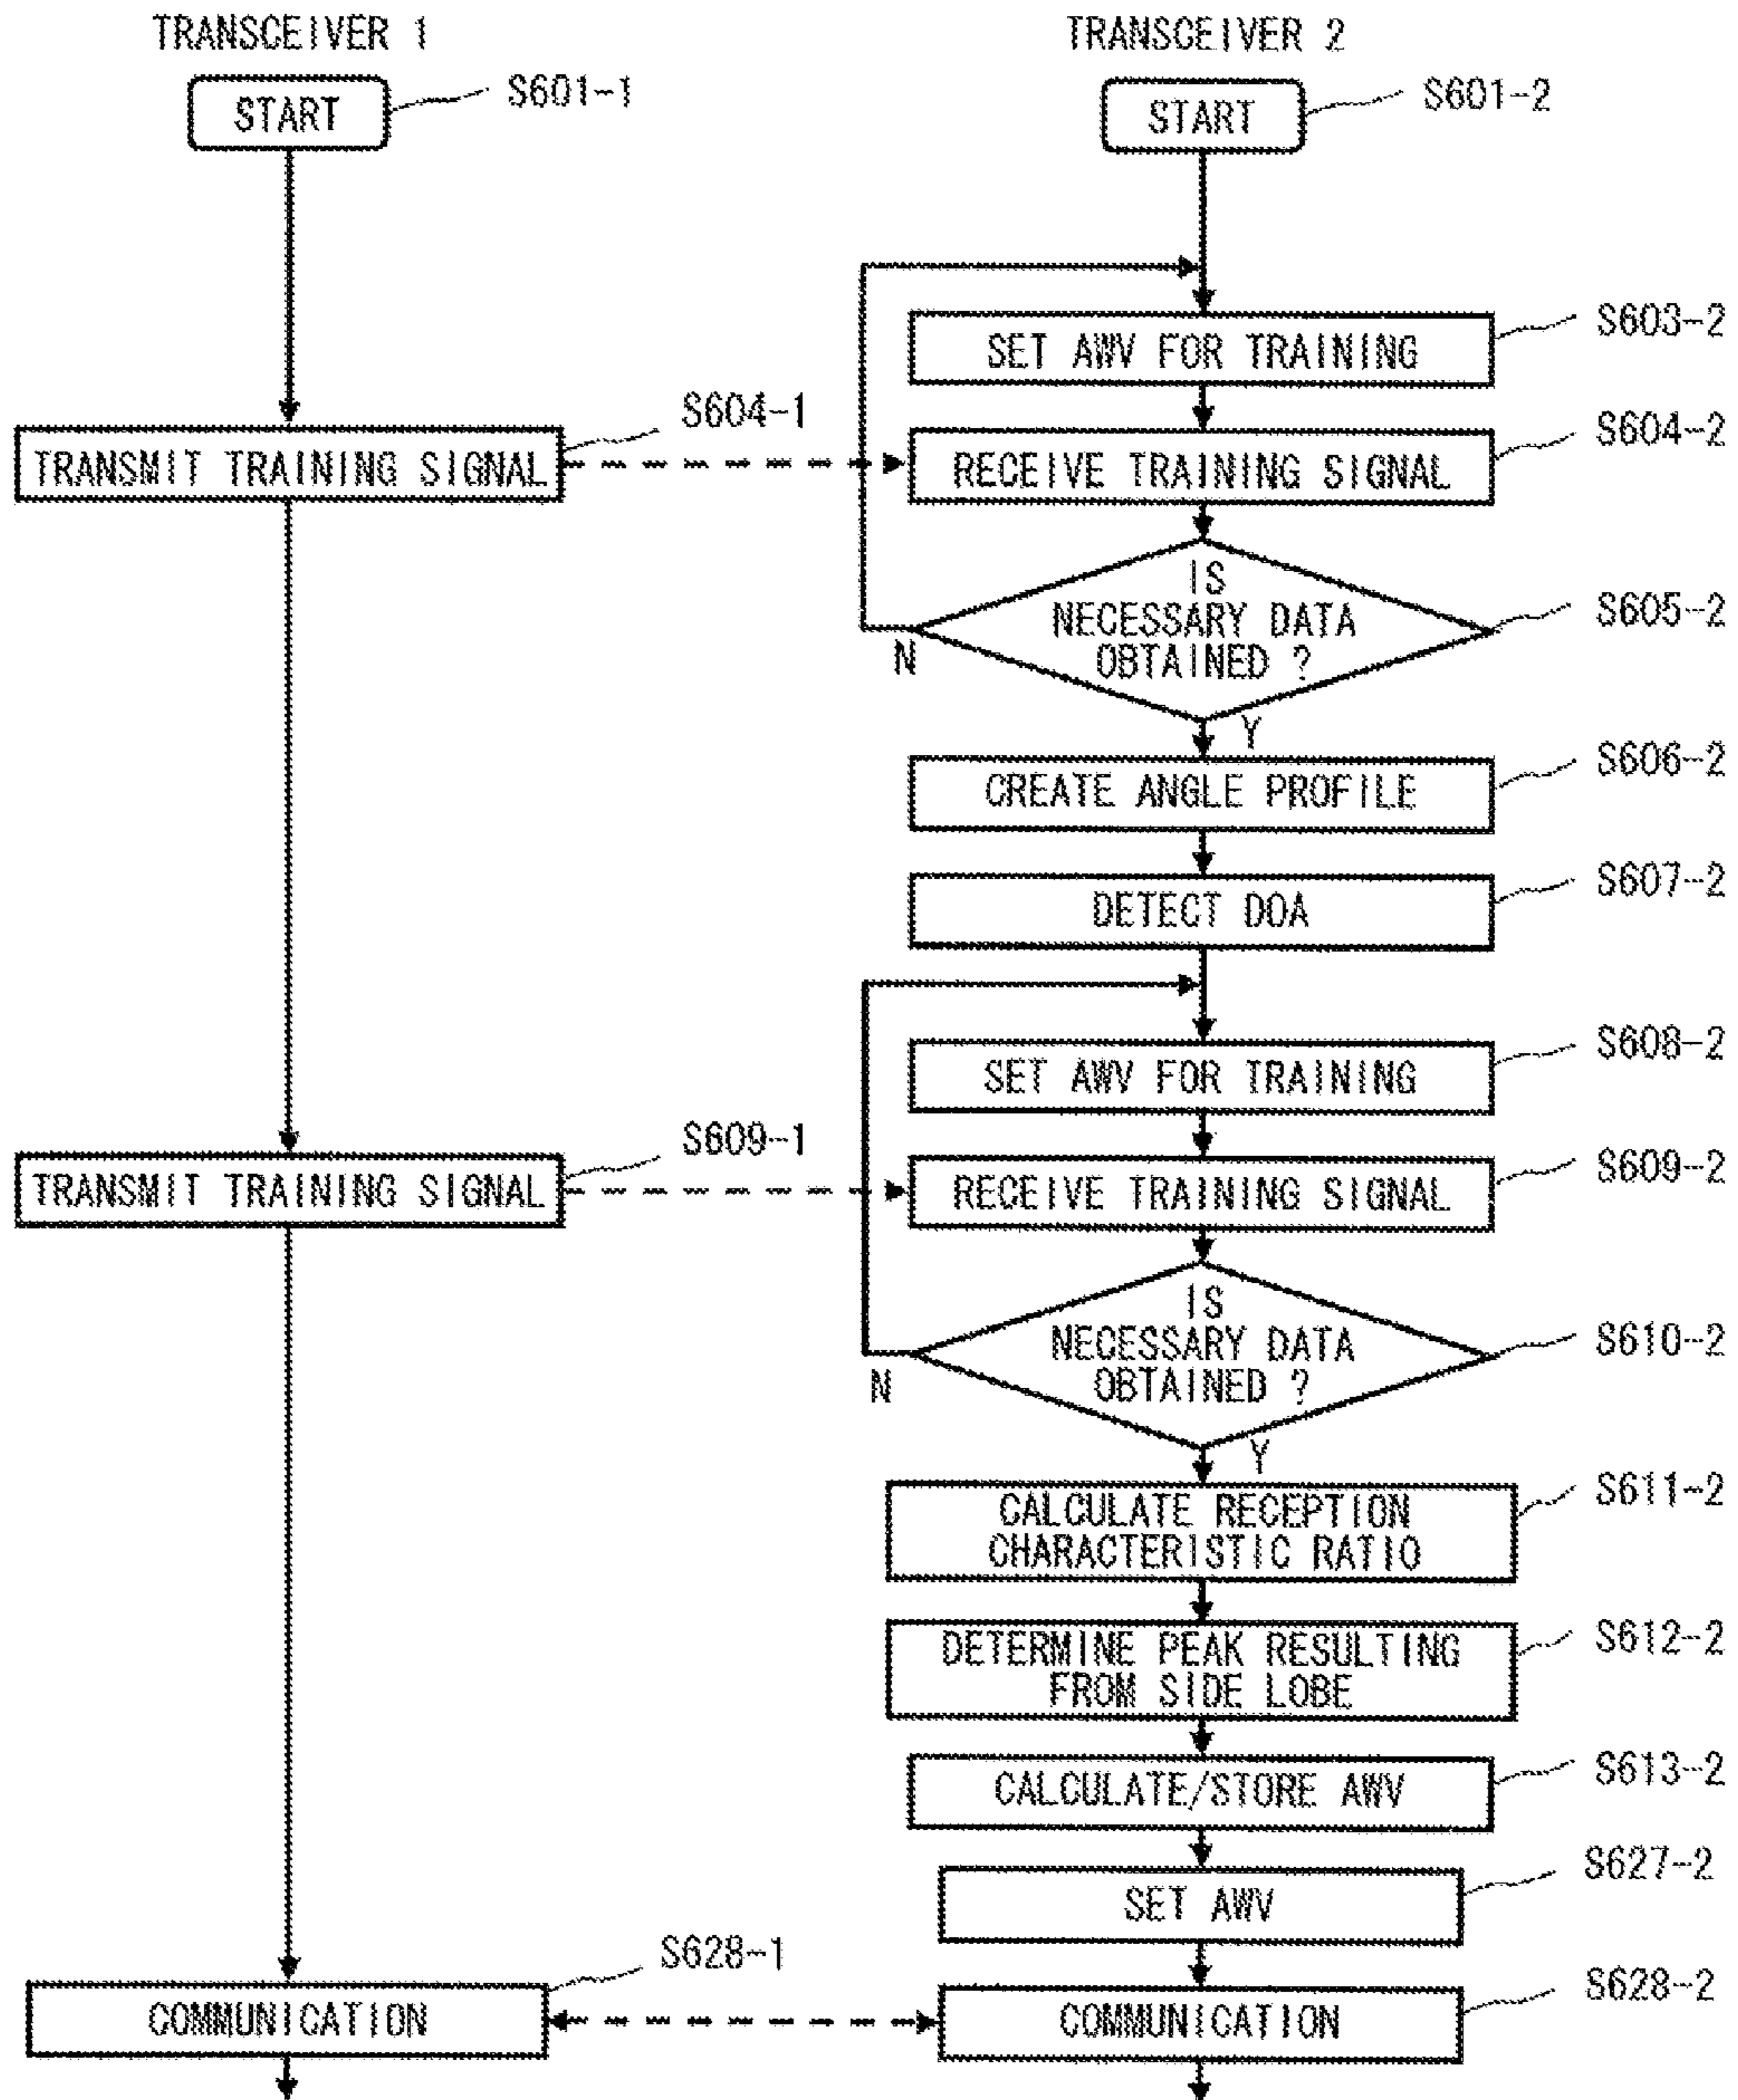 TRANSCEIVER 1
TRANSCEIVER 2
START
S601-1
START
S601-2
SET AWV FOR TRAINING
S603-2
TRANSMIT TRAINING SIGNAL
S604-1
RECEIVE TRAINING SIGNAL
S604-2
IS
NECESSARY DATA
OBTAINED ?
S605-2
N
Y
CREATE ANGLE PROFILE
S606-2
DETECT DOA
S607-2
SET AWV FOR TRAINING
S608-2
TRANSMIT TRAINING SIGNAL
S609-1
RECEIVE TRAINING SIGNAL
S609-2
IS
NECESSARY DATA
OBTAINED ?
S610-2
N
Y
CALCULATE RECEPTION
CHARACTERISTIC RATIO
S611-2
DETERMINE PEAK RESULTING
FROM SIDE LOBE
S612-2
CALCULATE/STORE AWV
S613-2
SET AWV
S627-2
COMMUNICATION
S628-1
COMMUNICATION
S628-2